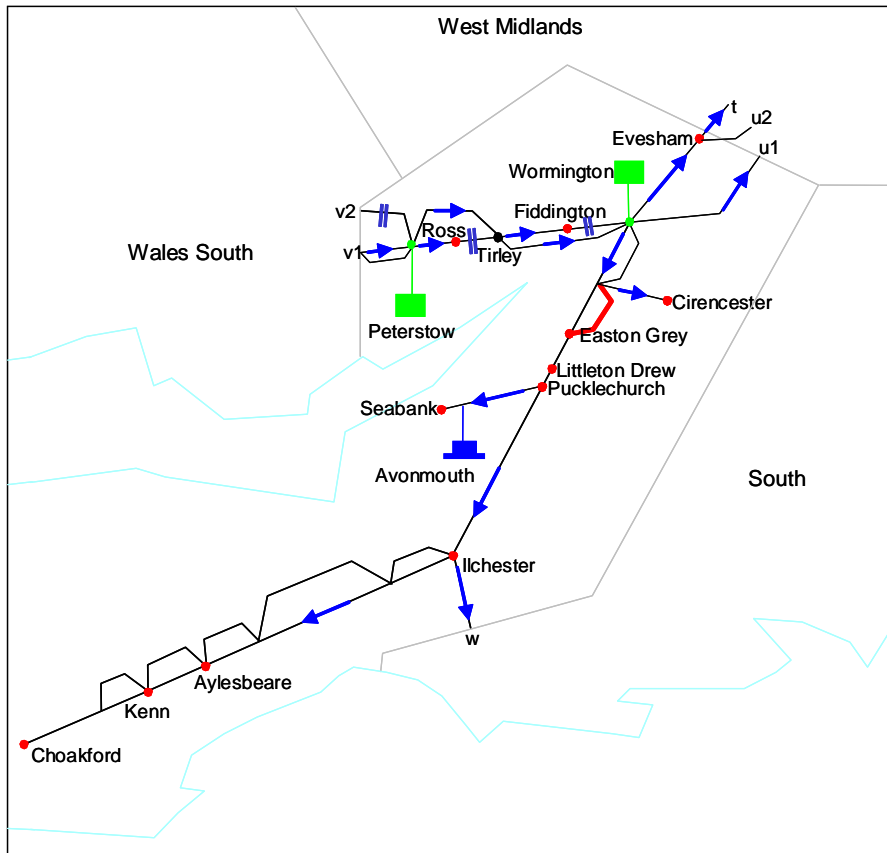 West Midlands
t
u2
Evesham
u1
Wormington
v2
Fiddington
Ross
Wales South
v1
Tirley
Cirencester
Peterstow
Easton Grey
Littleton Drew
Pucklechurch
Seabank
Avonmouth
South
Ilchester
w
Aylesbeare
Kenn
Choakford